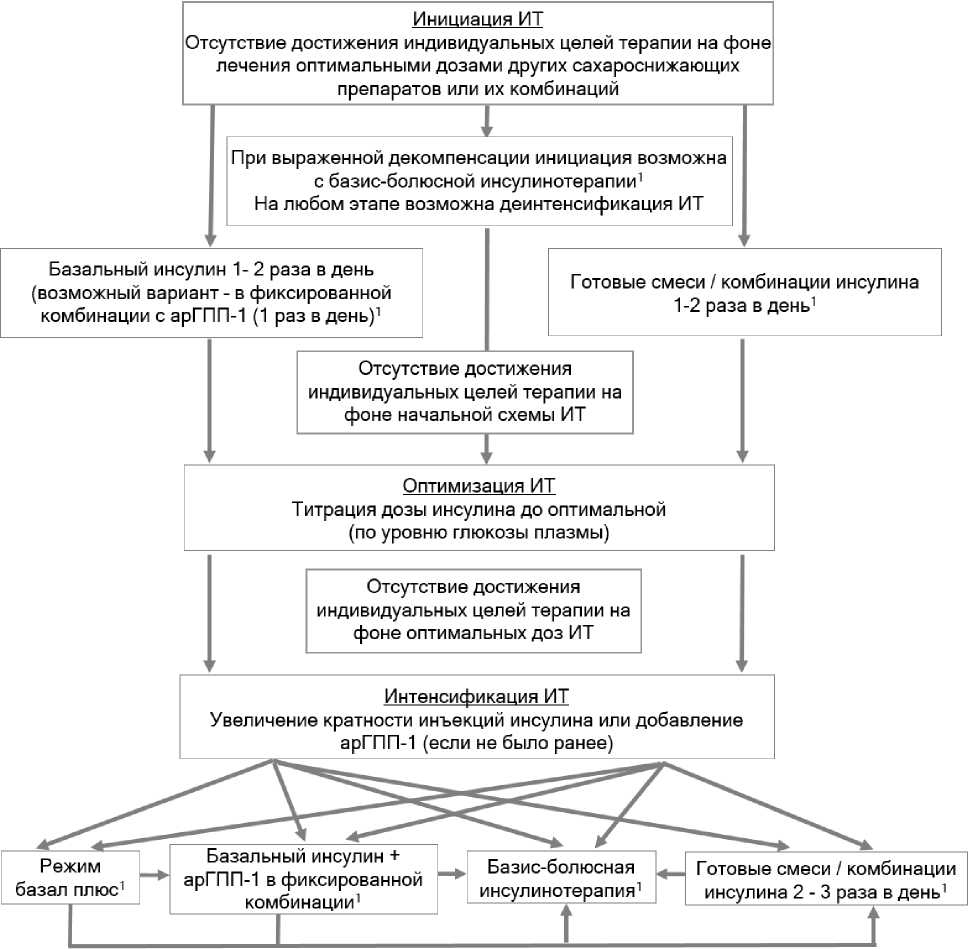 Инициация ИТ
Отсутствие достижения индивидуальных целей терапии на фоне
лечения оптимальными дозами других сахароснижающих
препаратов или их комбинаций
При выраженной декомпенсации инициация возможна
с базис-болюсной инсулинотерапии¹
На любом этапе возможна деинтенсификация ИТ
Базальный инсулин 1- 2 раза в день
(возможный вариант - в фиксированной
комбинации с арГПП-1 (1 раз в день)¹
Готовые смеси / комбинации инсулина
1-2 раза в день¹
Отсутствие достижения
индивидуальных целей терапии на
фоне начальной схемы ИТ
Оптимизация ИТ
Титрация дозы инсулина до оптимальной
(по уровню глюкозы плазмы)
Отсутствие достижения
индивидуальных целей терапии на
фоне оптимальных доз ИТ
Интенсификация ИТ
Увеличение кратности инъекций инсулина или добавление
арГПП-1 (если не было ранее)
Режим
базал плюс¹
Базальный инсулин +
арГПП-1 в фиксированной
комбинации¹
Базис-болюсная
инсулинотерапия¹
Готовые смеси / комбинации
инсулина 2 - 3 раза в день¹